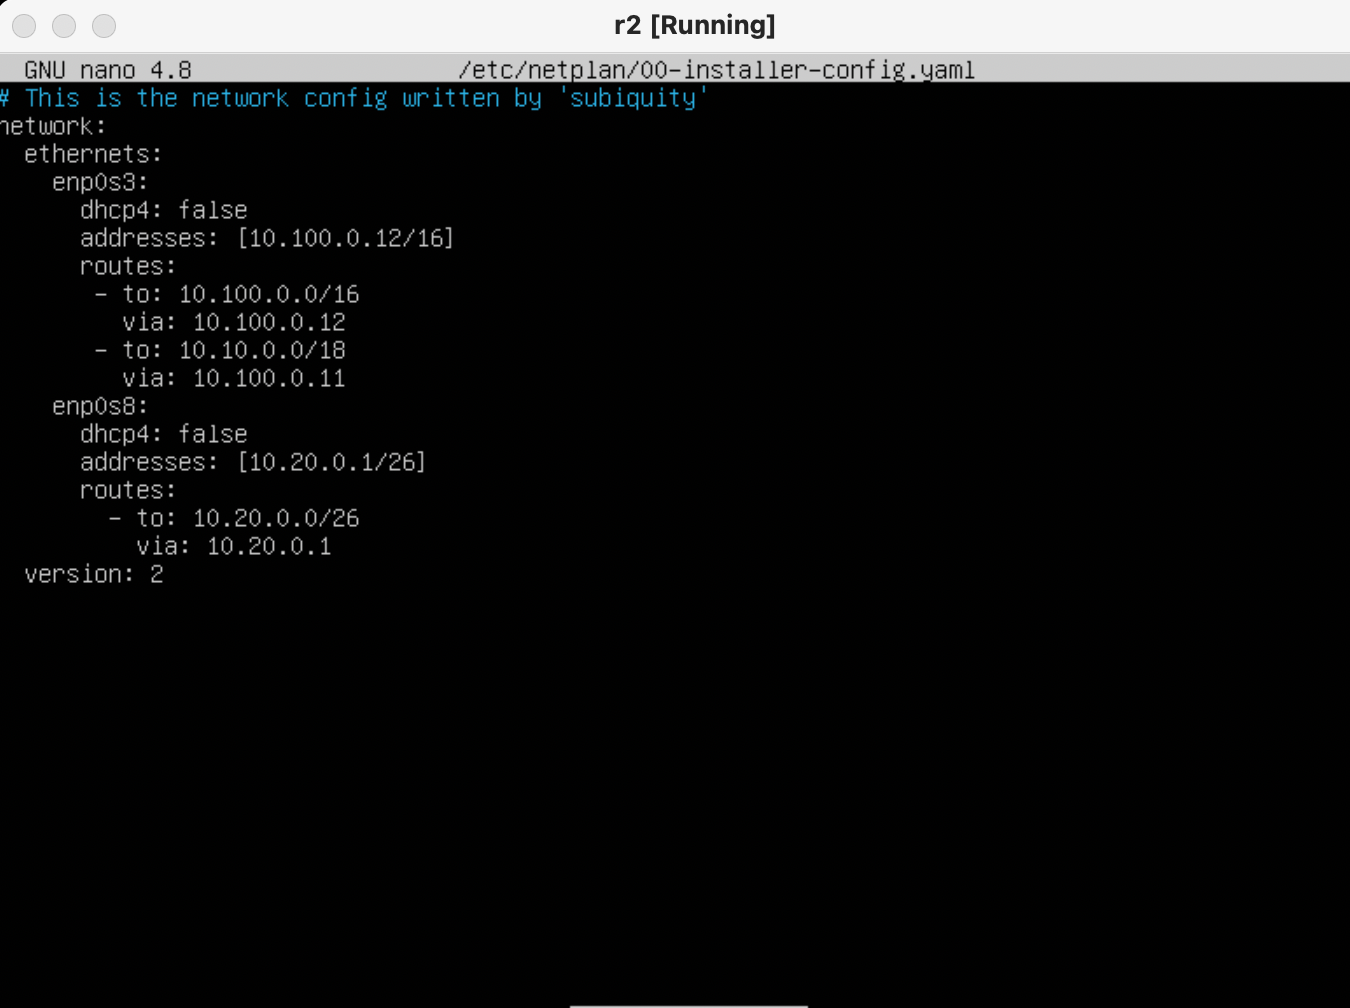 r2 [Running]
GNU nano 4.8 /etc/netplan/00-installer-config.yaml
# This is the network config written by 'subiquity'
network:
  ethernets:
    enp0s3:
      dhcp4: false
      addresses: [10.100.0.12/16]
      routes:
       - to: 10.100.0.0/16
         via: 10.100.0.12
       - to: 10.10.0.0/18
         via: 10.100.0.11
    enp0s8:
      dhcp4: false
      addresses: [10.20.0.1/26]
      routes:
        - to: 10.20.0.0/26
          via: 10.20.0.1
  version: 2